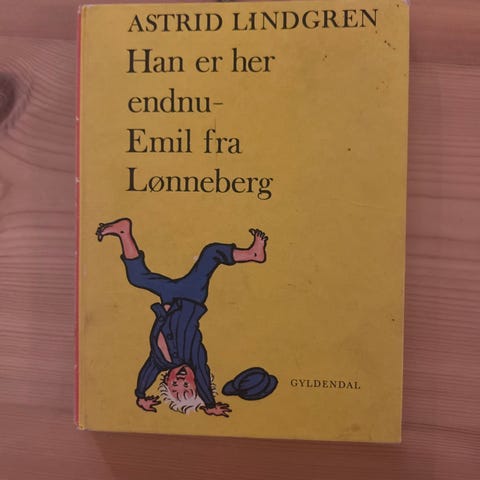 ASTRID LINDGREN
Han er her
endnu-
Emil fra
Lønneberg
GYLDENDAL